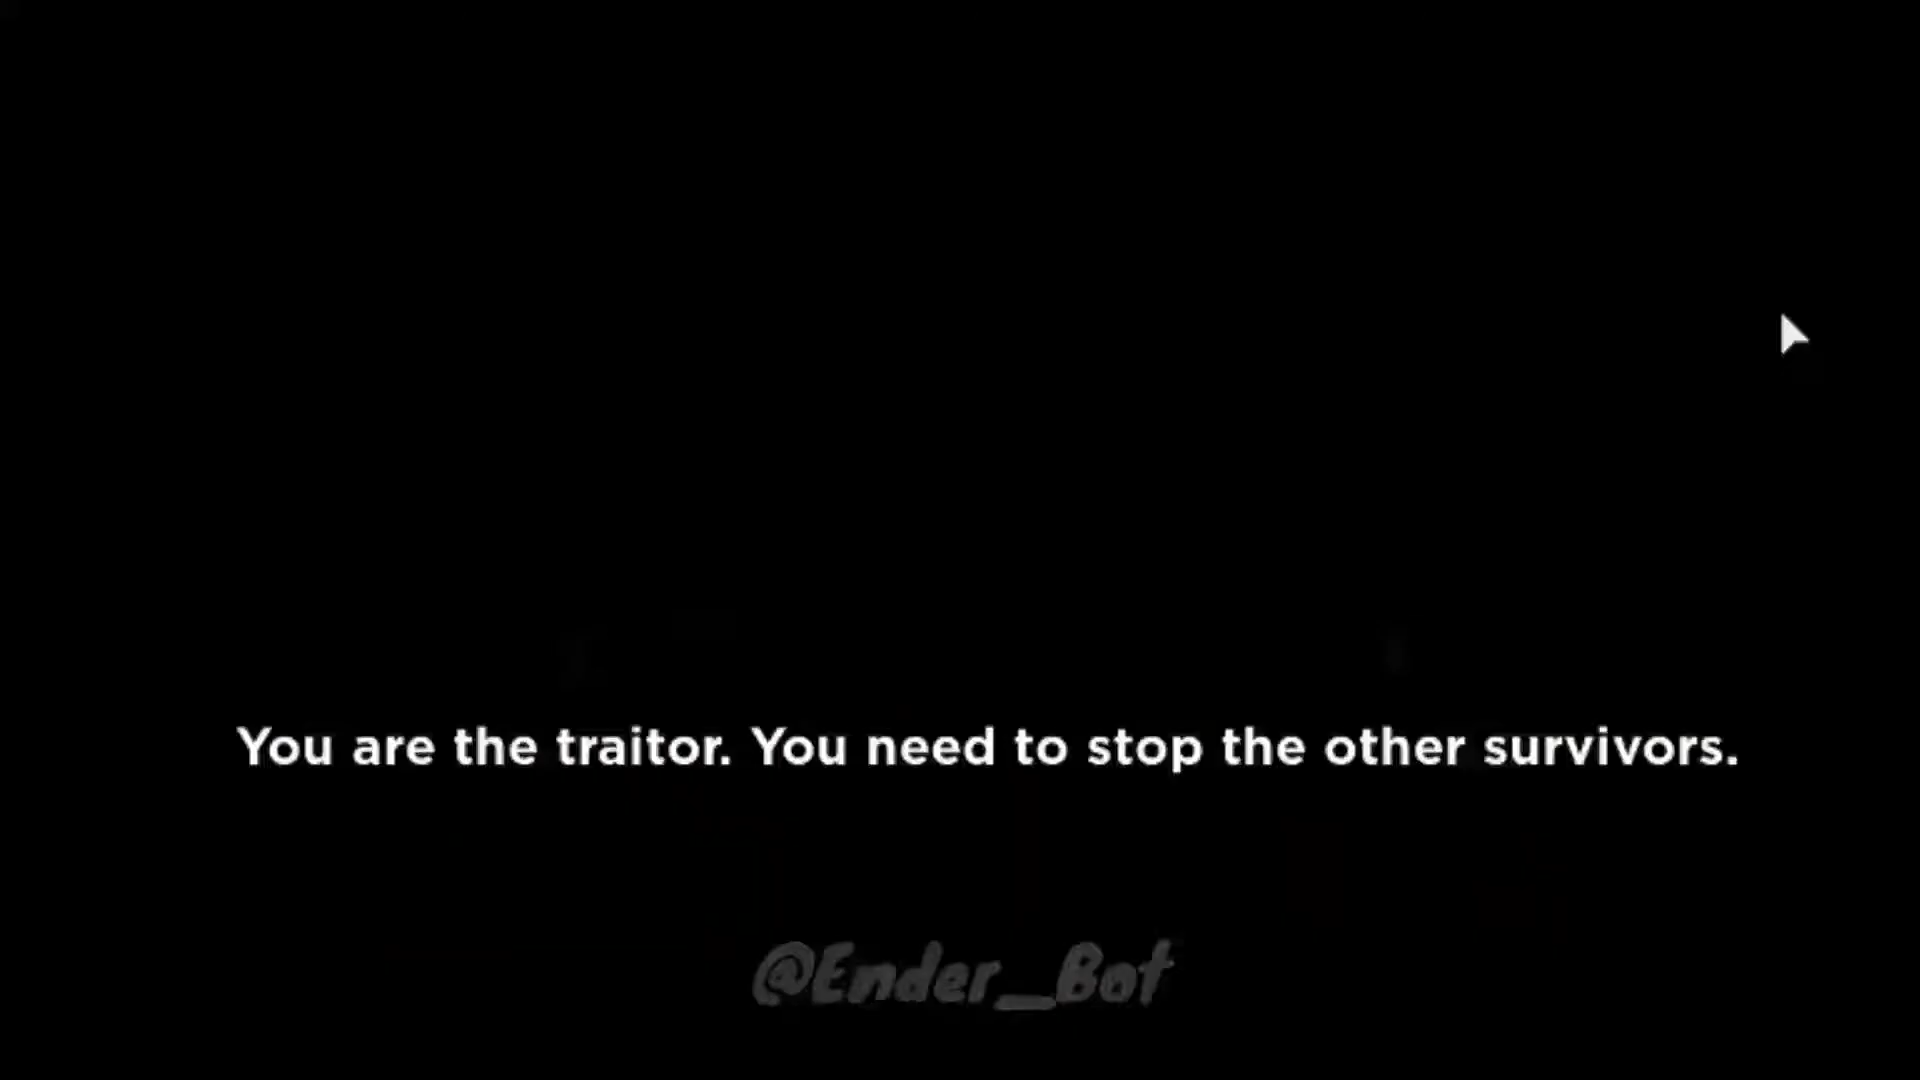 You are the traitor. You need to stop the other survivors.
@Ender_Bot